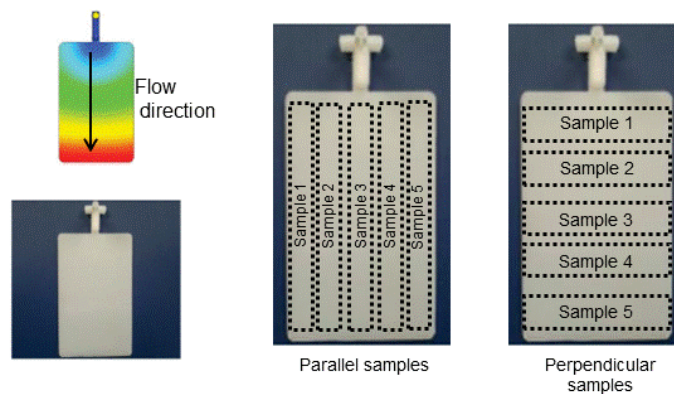 Flow
direction
Sample 1
Sample 2
Sample 3
Sample 4
Sample 5
Parallel samples
Sample 1
Sample 2
Sample 3
Sample 4
Sample 5
Perpendicular
samples